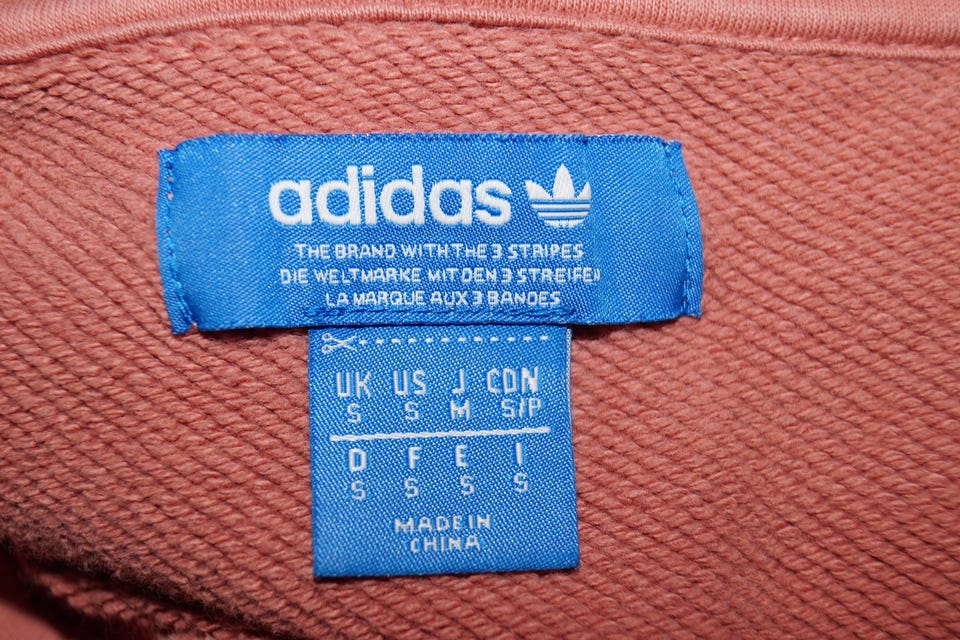 adidas
THE BRAND WITH THE 3 STRIPES
DIE WELTMARKE MIT DEN 3 STREIFEN
LA MARQUE AUX 3 BANDES
UK US J CDN
S S M S/P
D F E I
S S S S
MADE IN
CHINA